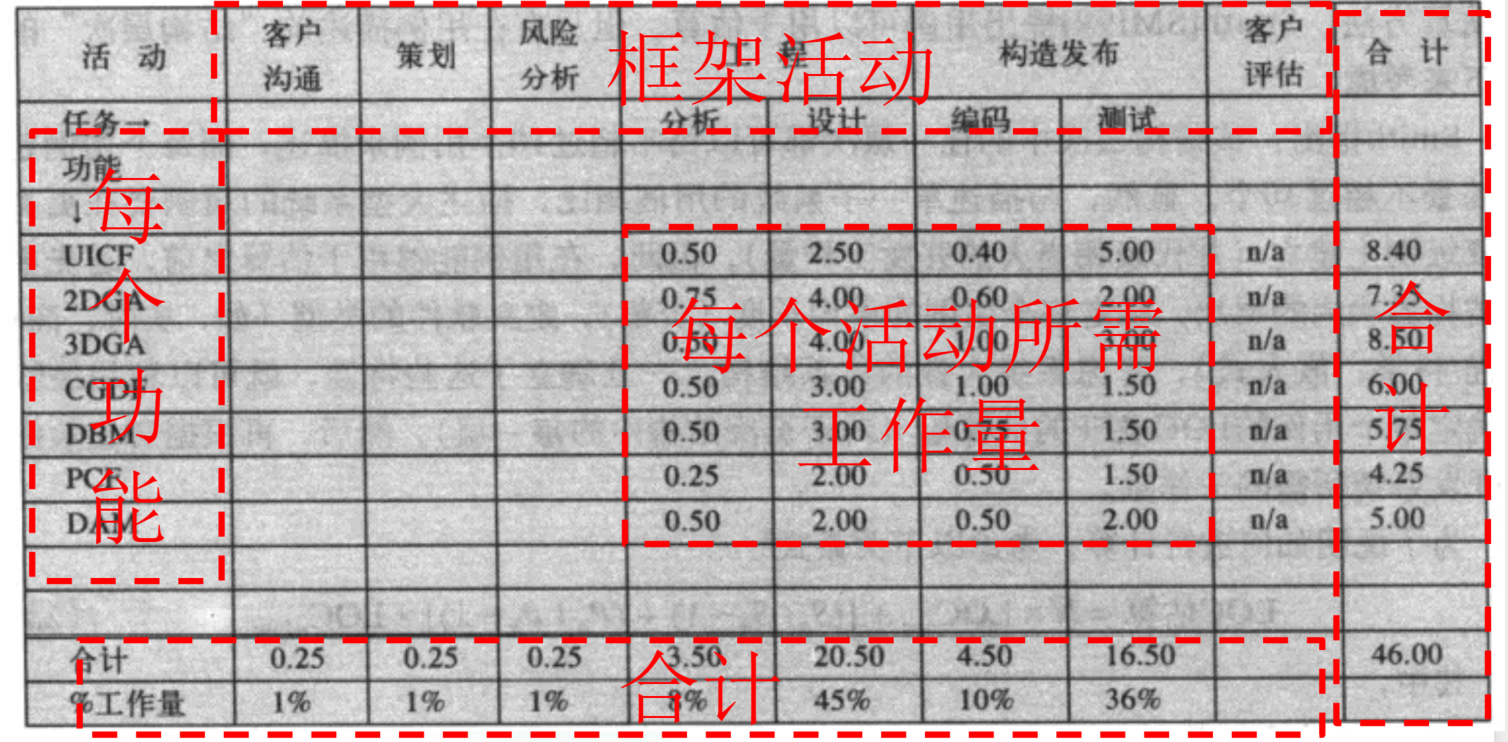 活 动 客户沟通 策划 风险分析 工 程 构造发布 客户评估 合 计
框架活动
任务→ 分析 设计 编码 测试
功能
↓
每个功能
UICF 0.50 2.50 0.40 5.00 n/a 8.40
2DGA 0.75 4.00 0.60 2.00 n/a 7.35
3DGA 0.50 4.00 1.00 3.00 n/a 8.50
每个活动所需
工作量
合计
CGDF 0.50 3.00 1.00 1.50 n/a 6.00
DBM 0.50 3.00 0.75 1.50 n/a 5.75
PCF 0.25 2.00 0.50 1.50 n/a 4.25
DAM 0.50 2.00 0.50 2.00 n/a 5.00
合计 0.25 0.25 0.25 3.50 20.50 4.50 16.50 46.00
合计
%工作量 1% 1% 1% 8% 45% 10% 36%